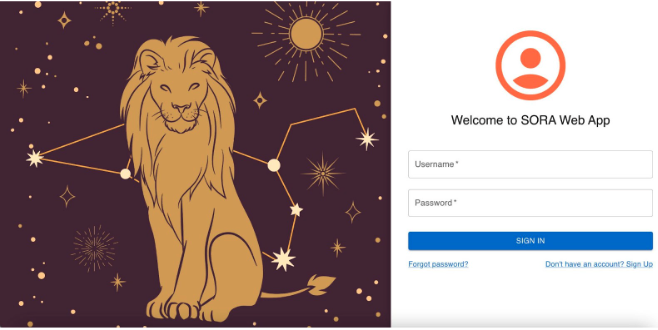 Welcome to SORA Web App
Username *
Password *
SIGN IN
Forgot password?
Don't have an account? Sign Up